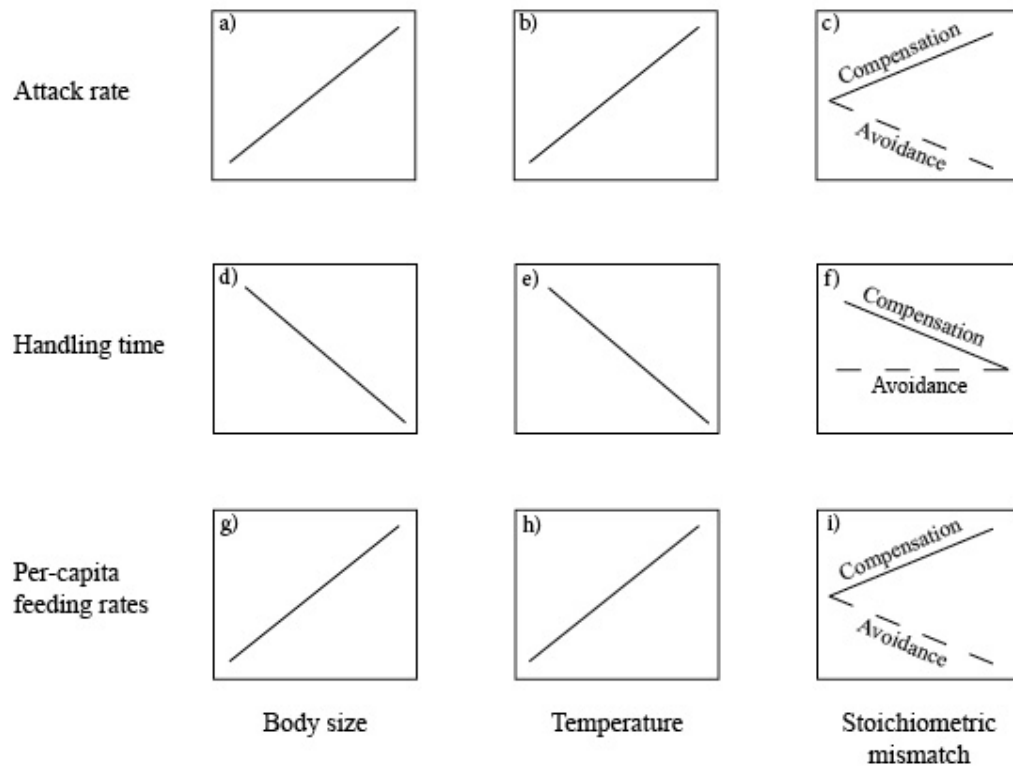 a)
b)
c)
Compensation
Attack rate
Avoidance
d)
e)
f)
Compensation
Handling time
Avoidance
g)
h)
i)
Compensation
Per-capita
feeding rates
Avoidance
Body size
Temperature
Stoichiometric
mismatch